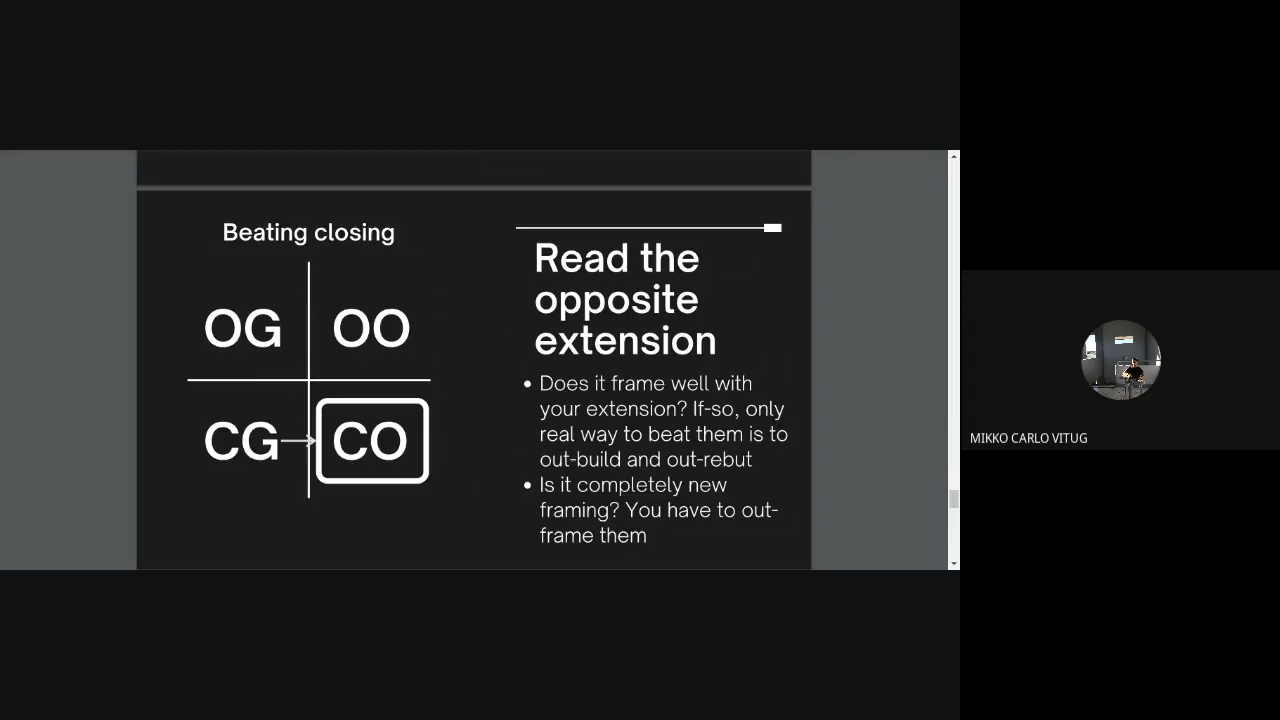 Beating closing
OG
OO
CG
CO
Read the
opposite
extension
• Does it frame well with
your extension? If-so, only
real way to beat them is to
out-build and out-rebut
• Is it completely new
framing? You have to out-
frame them
MIKKO CARLO VITUG